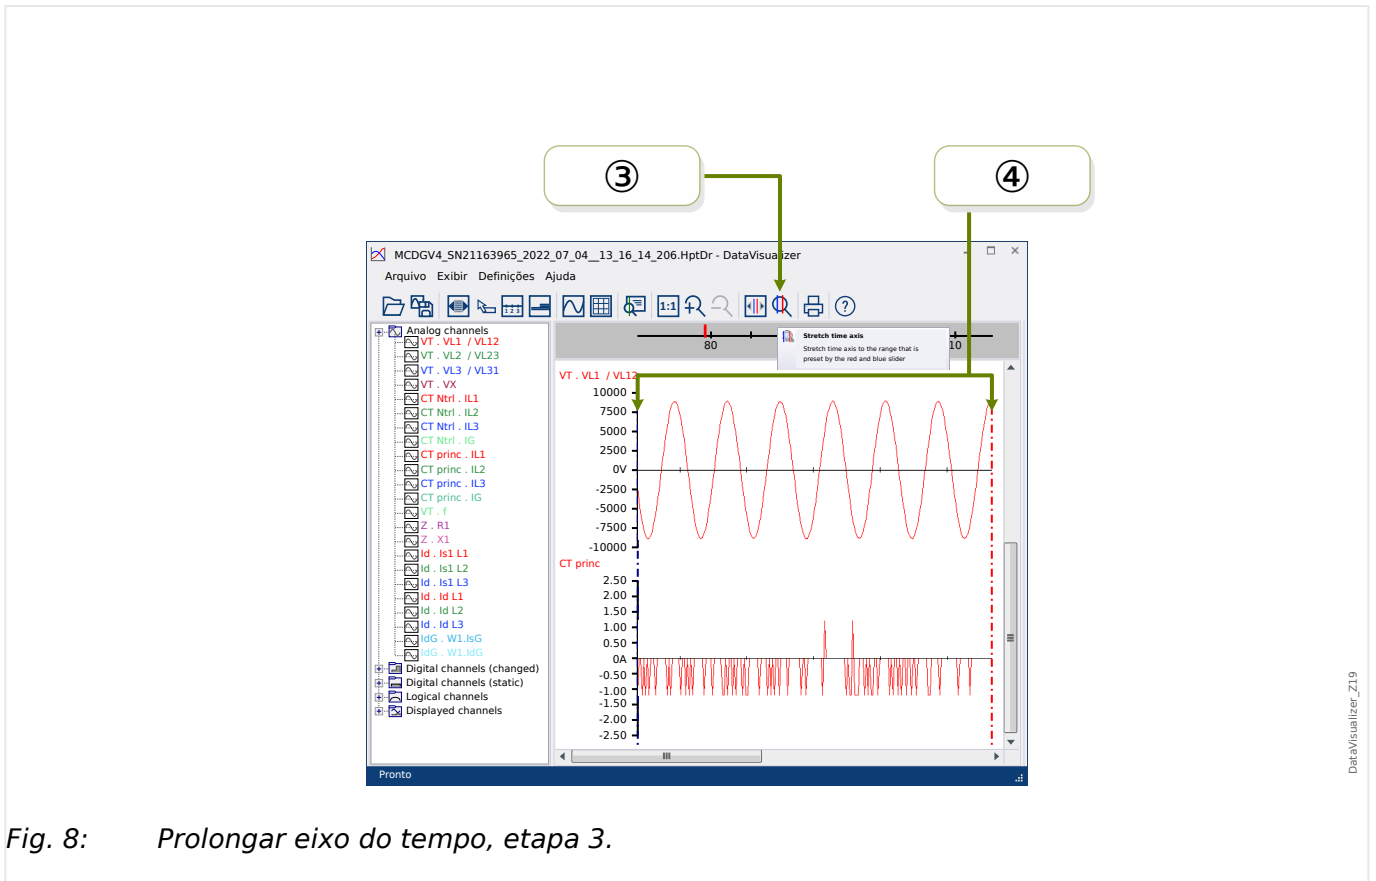 ③
④
MCDGV4_SN21163965_2022_07_04__13_16_14_206.HptDr - DataVisualizer
Arquivo Exibir Definições Ajuda
1:1
1 2 3
?
Analog channels
VT . VL1 / VL12
VT . VL2 / VL23
VT . VL3 / VL31
VT . VX
CT Ntrl . IL1
CT Ntrl . IL2
CT Ntrl . IL3
CT Ntrl . IG
CT princ . IL1
CT princ . IL2
CT princ . IL3
CT princ . IG
VT . f
Z . R1
Z . X1
Id . Is1 L1
Id . Is1 L2
Id . Is1 L3
Id . Id L1
Id . Id L2
Id . Id L3
IdG . W1.IsG
IdG . W1.IdG
Digital channels (changed)
Digital channels (static)
Logical channels
Displayed channels
80
10
Stretch time axis
Stretch time axis to the range that is
preset by the red and blue slider
VT . VL1 / VL12
10000
7500
5000
2500
0V
-2500
-5000
-7500
-10000
CT princ
2.50
2.00
1.50
1.00
0.50
0A
-0.50
-1.00
-1.50
-2.00
-2.50
Pronto
DataVisualizer_Z19
Fig. 8: Prolongar eixo do tempo, etapa 3.